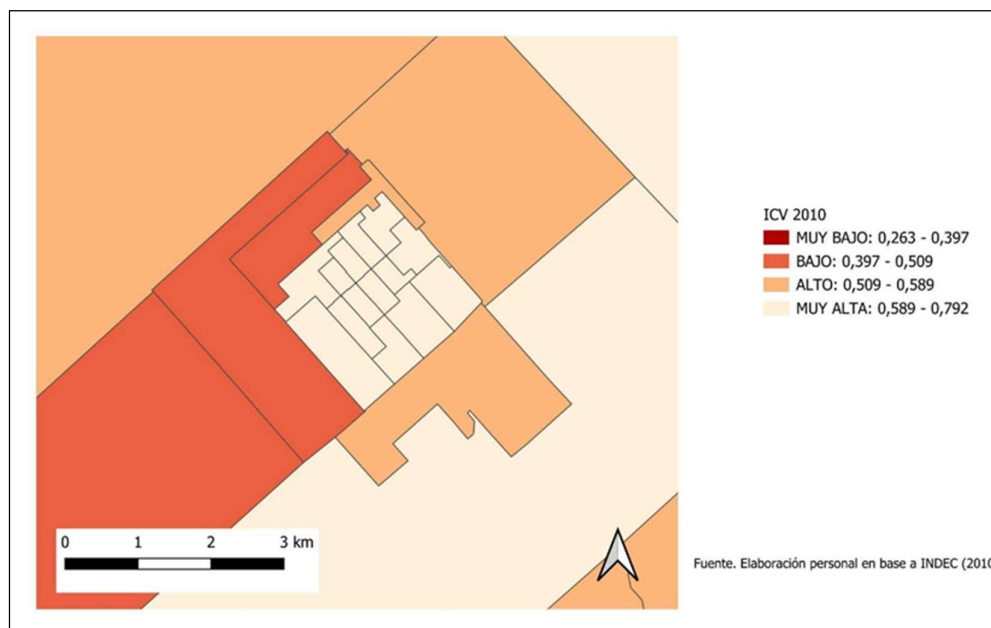 ICV 2010
MUY BAJO: 0,263 - 0,397
BAJO: 0,397 - 0,509
ALTO: 0,509 - 0,589
MUY ALTA: 0,589 - 0,792
0 1 2 3 km
Fuente. Elaboración personal en base a INDEC (2010